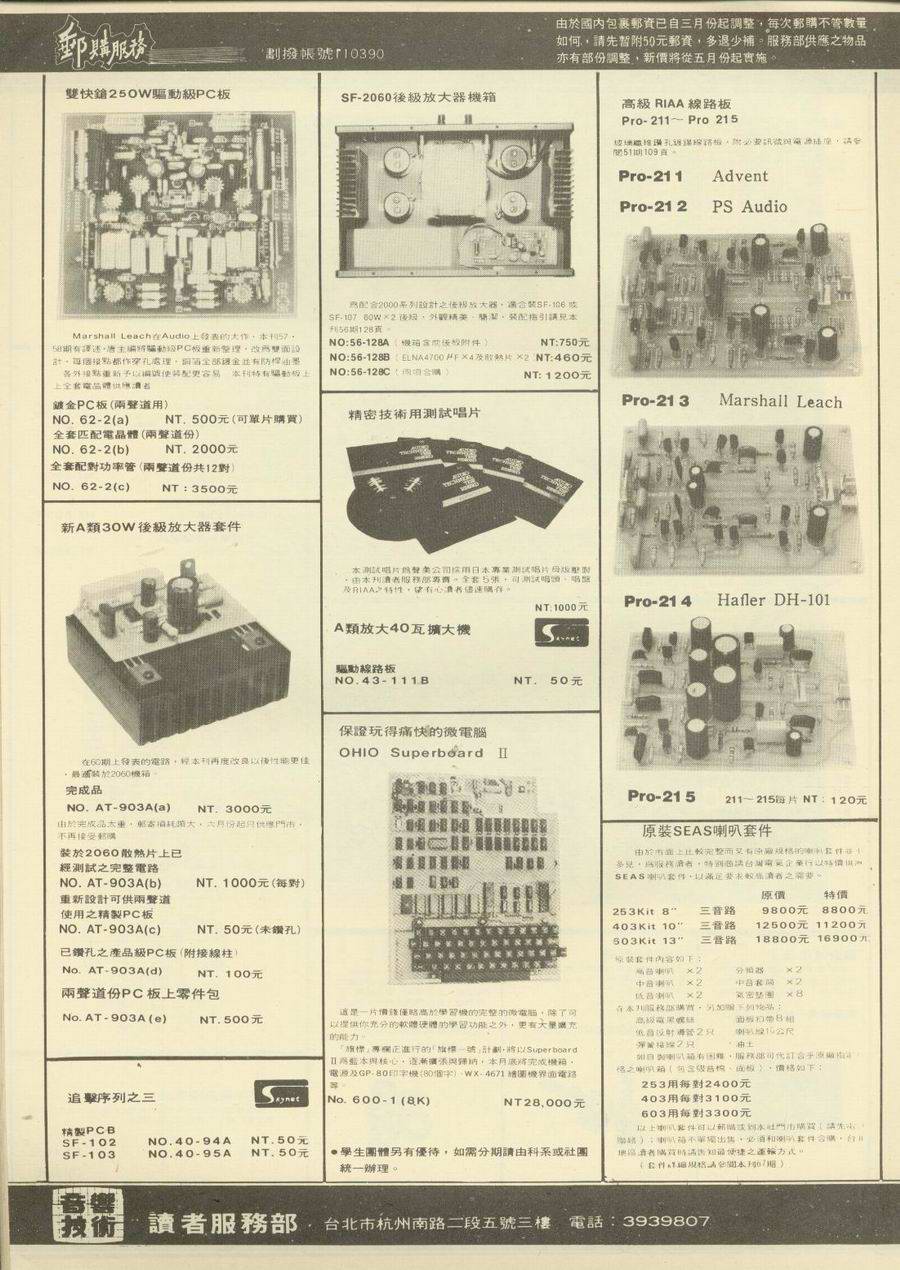 郵購服務
劃撥帳號110390
由於國內包裹郵資已自三月份起調整,每次郵購不管數量
如何,請先暫附50元郵資,多退少補。服務部供應之物品
亦有部份調整,新價將從五月份起實施。
雙快鎗250W驅動級PC板
Marshall Leach在Audio上發表的大作,本刊57,
58期有譯述,唐主編將驅動級PC板重新整理,改為雙面設
計,每個接點都作穿孔處理,銅箔全部鍍金並有防桿油墨
各外接點重新予以編號使裝配更容易 本刊特有驅動板上
上全套電晶體供應讀者
鍍金PC板(兩聲道用)
NO. 62-2(a) NT. 500元(可單片購買)
全套匹配電晶體(兩聲道份)
NO. 62-2(b) NT. 2000元
全套配對功率管(兩聲道份共12對)
NO. 62-2(c) NT:3500元
新A類30W後級放大器套件
在60期上發表的電路,經本刊再度改良以後性能更佳
,最適裝於2060機箱。
完成品
NO. AT-903A(a) NT. 3000元
由於完成品太重,郵寄損耗頗大,六月份起只供應門市,
不再接受郵購
裝於2060散熱片上已
經測試之完整電路
NO. AT-903A(b) NT. 1000元(每對)
重新設計可供兩聲道
使用之精製PC板
NO. AT-903A(c) NT. 50元(未鑽孔)
已鑽孔之產品級PC板(附接線柱)
No. AT-903A(d) NT. 100元
兩聲道份PC板上零件包
No. AT-903A(e) NT. 500元
追擊序列之三
Skynet
精製PCB
SF-102 NO.40-94A NT.50元
SF-103 NO.40-95A NT.50元
SF-2060後級放大器機箱
為配合2000系列設計之後級放大器,適合裝SF-106或
SF-107 60W×2後級,外觀精美、簡潔,裝配指引請見本
刊56期128頁。
NO:56-128A(機箱含前後板附件) NT:750元
NO:56-128B(ELNA4700μF×4及散熱片×2 NT:460元
NO:56-128C(兩項合購) NT:1200元
精密技術用測試唱片
AUDIO TECHNICAL RECORD
本測試唱片為聲美公司採用日本專業測試唱片母版壓製
,由本刊讀者服務部專賣。全套5張,可測試唱頭、唱盤
及RIAA之特性,望有心讀者儘速購存。
NT:1000元
A類放大40瓦擴大機
Skynet
驅動線路板
NO.43-111B NT. 50元
保證玩得痛快的微電腦
OHIO Superboard Ⅱ
這是一片價錢僅略高於學習機的完整的微電腦,除了可
以提供你充分的軟體硬體的學習功能之外,更有大量擴充
的能力。
「旗標」專欄正進行的「旗標一號」計劃,將以Superboard
Ⅱ為藍本與核心,逐漸擴張與歸納,本月底將完成機箱,
電源及GP-80印字機(80個字)、WX-4671繪圖機界面電路
等。
No. 600-1(8K) NT28,000元
●學生團體另有優待,如需分期請由科系或社團
統一辦理。
高級 RIAA 線路板
Pro-211~ Pro 215
玻璃纖維鑽孔鍍錫線路板,附必要訊號與電源插座,請參
閱51期109頁。
Pro-211 Advent
Pro-212 PS Audio
Pro-213 Marshall Leach
Pro-214 Hafler DH-101
Pro-215 211~215每片 NT:120元
原裝SEAS喇叭套件
由於市面上比較完整而又有原廠規格的喇叭套件並不
多見,為服務讀者,特別邀請台灣電氣企業行以特價供應
SEAS喇叭套件,以滿足要求較高讀者之需要。
原價 特價
253Kit 8" 三音路 9800元 8800元
403Kit 10" 三音路 12500元 11200元
603Kit 13" 三音路 18800元 16900元
原裝套件內容如下:
高音喇叭 ×2 分頻器 ×2
中音喇叭 ×2 中音套筒 ×2
低音喇叭 ×2 氣密墊圈 ×8
在本刊服務部購買,另加贈下列物品:
高級電木螺絲 面板扣帶8組
低音反射導管2只 喇叭線1½公尺
彈簧接線2只 油土
如自製喇叭箱有困難,服務部可代訂合乎原廠指定
格之喇叭箱(包含吸音棉、面板),價格如下:
253用每對2400元
403用每對3100元
603用每對3300元
以上喇叭套件可以郵購或到本社門市購買(請先
聯絡);喇叭箱不單獨出售,必須和喇叭套件合購,台
地區讀者購買時請告知最便捷之運輸方式。
(套件詳細規格請參閱本刊67期)
音響
技術
讀者服務部
台北市杭州南路二段五號三樓 電話:3939807